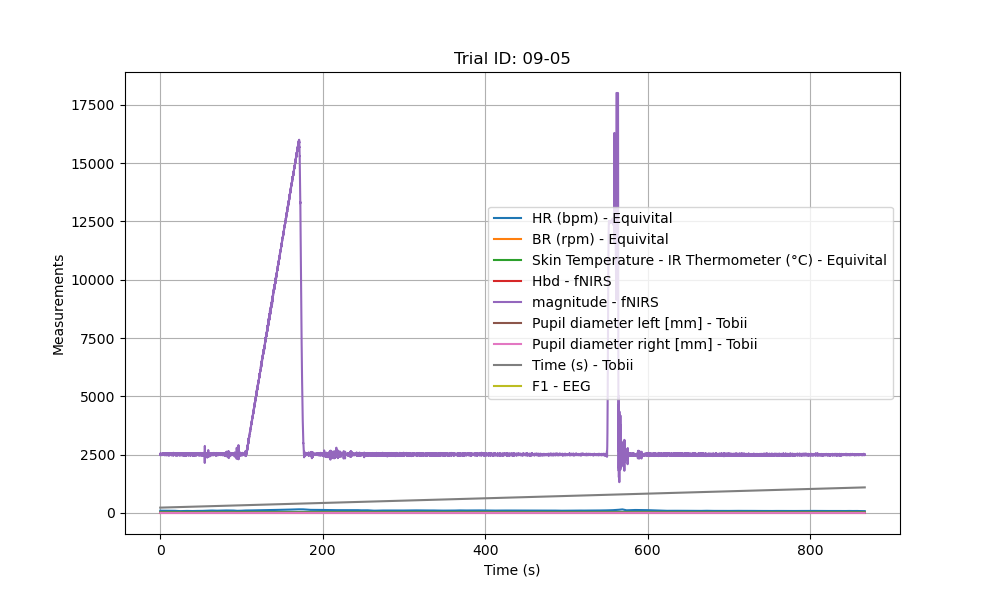 Trial ID: 09-05
17500
15000
12500
10000
7500
5000
2500
0
Measurements
HR (bpm) - Equivital
BR (rpm) - Equivital
Skin Temperature - IR Thermometer (°C) - Equivital
Hbd - fNIRS
magnitude - fNIRS
Pupil diameter left [mm] - Tobii
Pupil diameter right [mm] - Tobii
Time (s) - Tobii
F1 - EEG
0 200 400 600 800
Time (s)